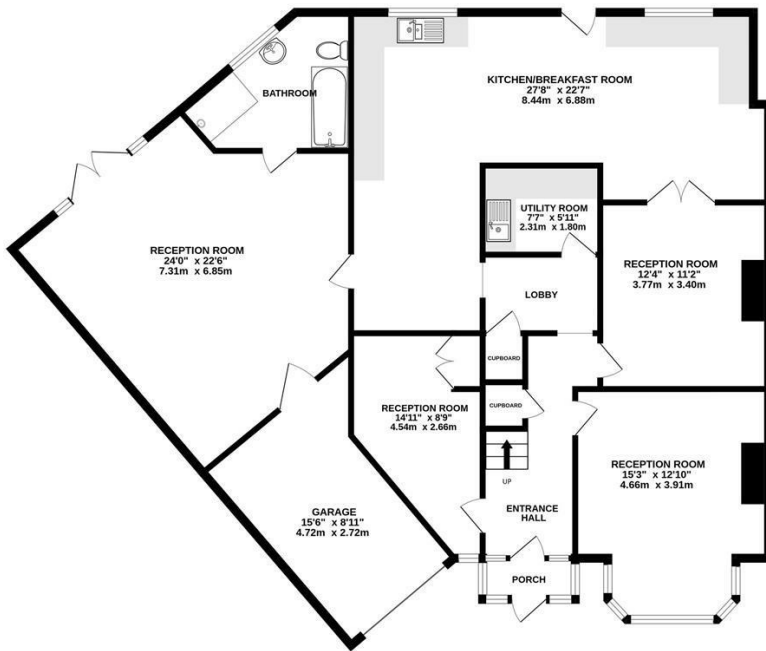 BATHROOM
KITCHEN/BREAKFAST ROOM
27'8" x 22'7"
8.44m x 6.88m
UTILITY ROOM
7'7" x 5'11"
2.31m x 1.80m
RECEPTION ROOM
24'0" x 22'6"
7.31m x 6.85m
RECEPTION ROOM
12'4" x 11'2"
3.77m x 3.40m
LOBBY
CUPBOARD
CUPBOARD
RECEPTION ROOM
14'11" x 8'9"
4.54m x 2.66m
RECEPTION ROOM
15'3" x 12'10"
4.66m x 3.91m
UP
GARAGE
15'6" x 8'11"
4.72m x 2.72m
ENTRANCE
HALL
PORCH